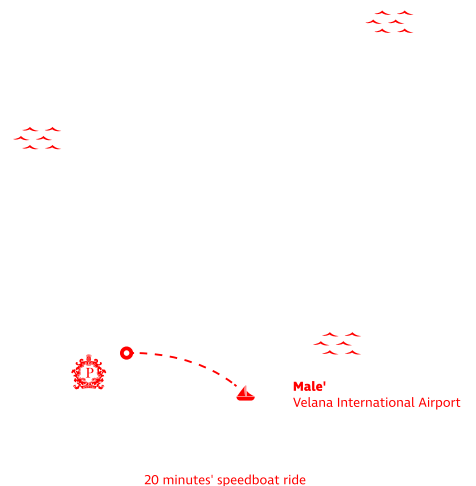 P
Male'
Velana International Airport
20 minutes' speedboat ride